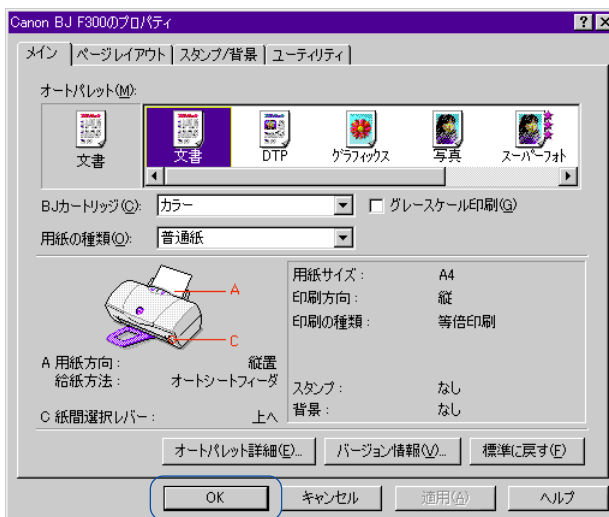 Canon BJ F300のプロパティ
メイン ページレイアウト スタンプ/背景 ユーティリティ
オートパレット(M):
文書 文書 DTP グラフィックス 写真 スーパーフォト
BJカートリッジ(C): カラー グレースケール印刷(G)
用紙の種類(O): 普通紙
A
C
A 用紙方向: 縦置
給紙方法: オートシートフィーダ
C 紙間選択レバー: 上へ
用紙サイズ: A4
印刷方向: 縦
印刷の種類: 等倍印刷
スタンプ: なし
背景: なし
オートパレット詳細(E)... バージョン情報(V)... 標準に戻す(F)
OK キャンセル 適用(A) ヘルプ